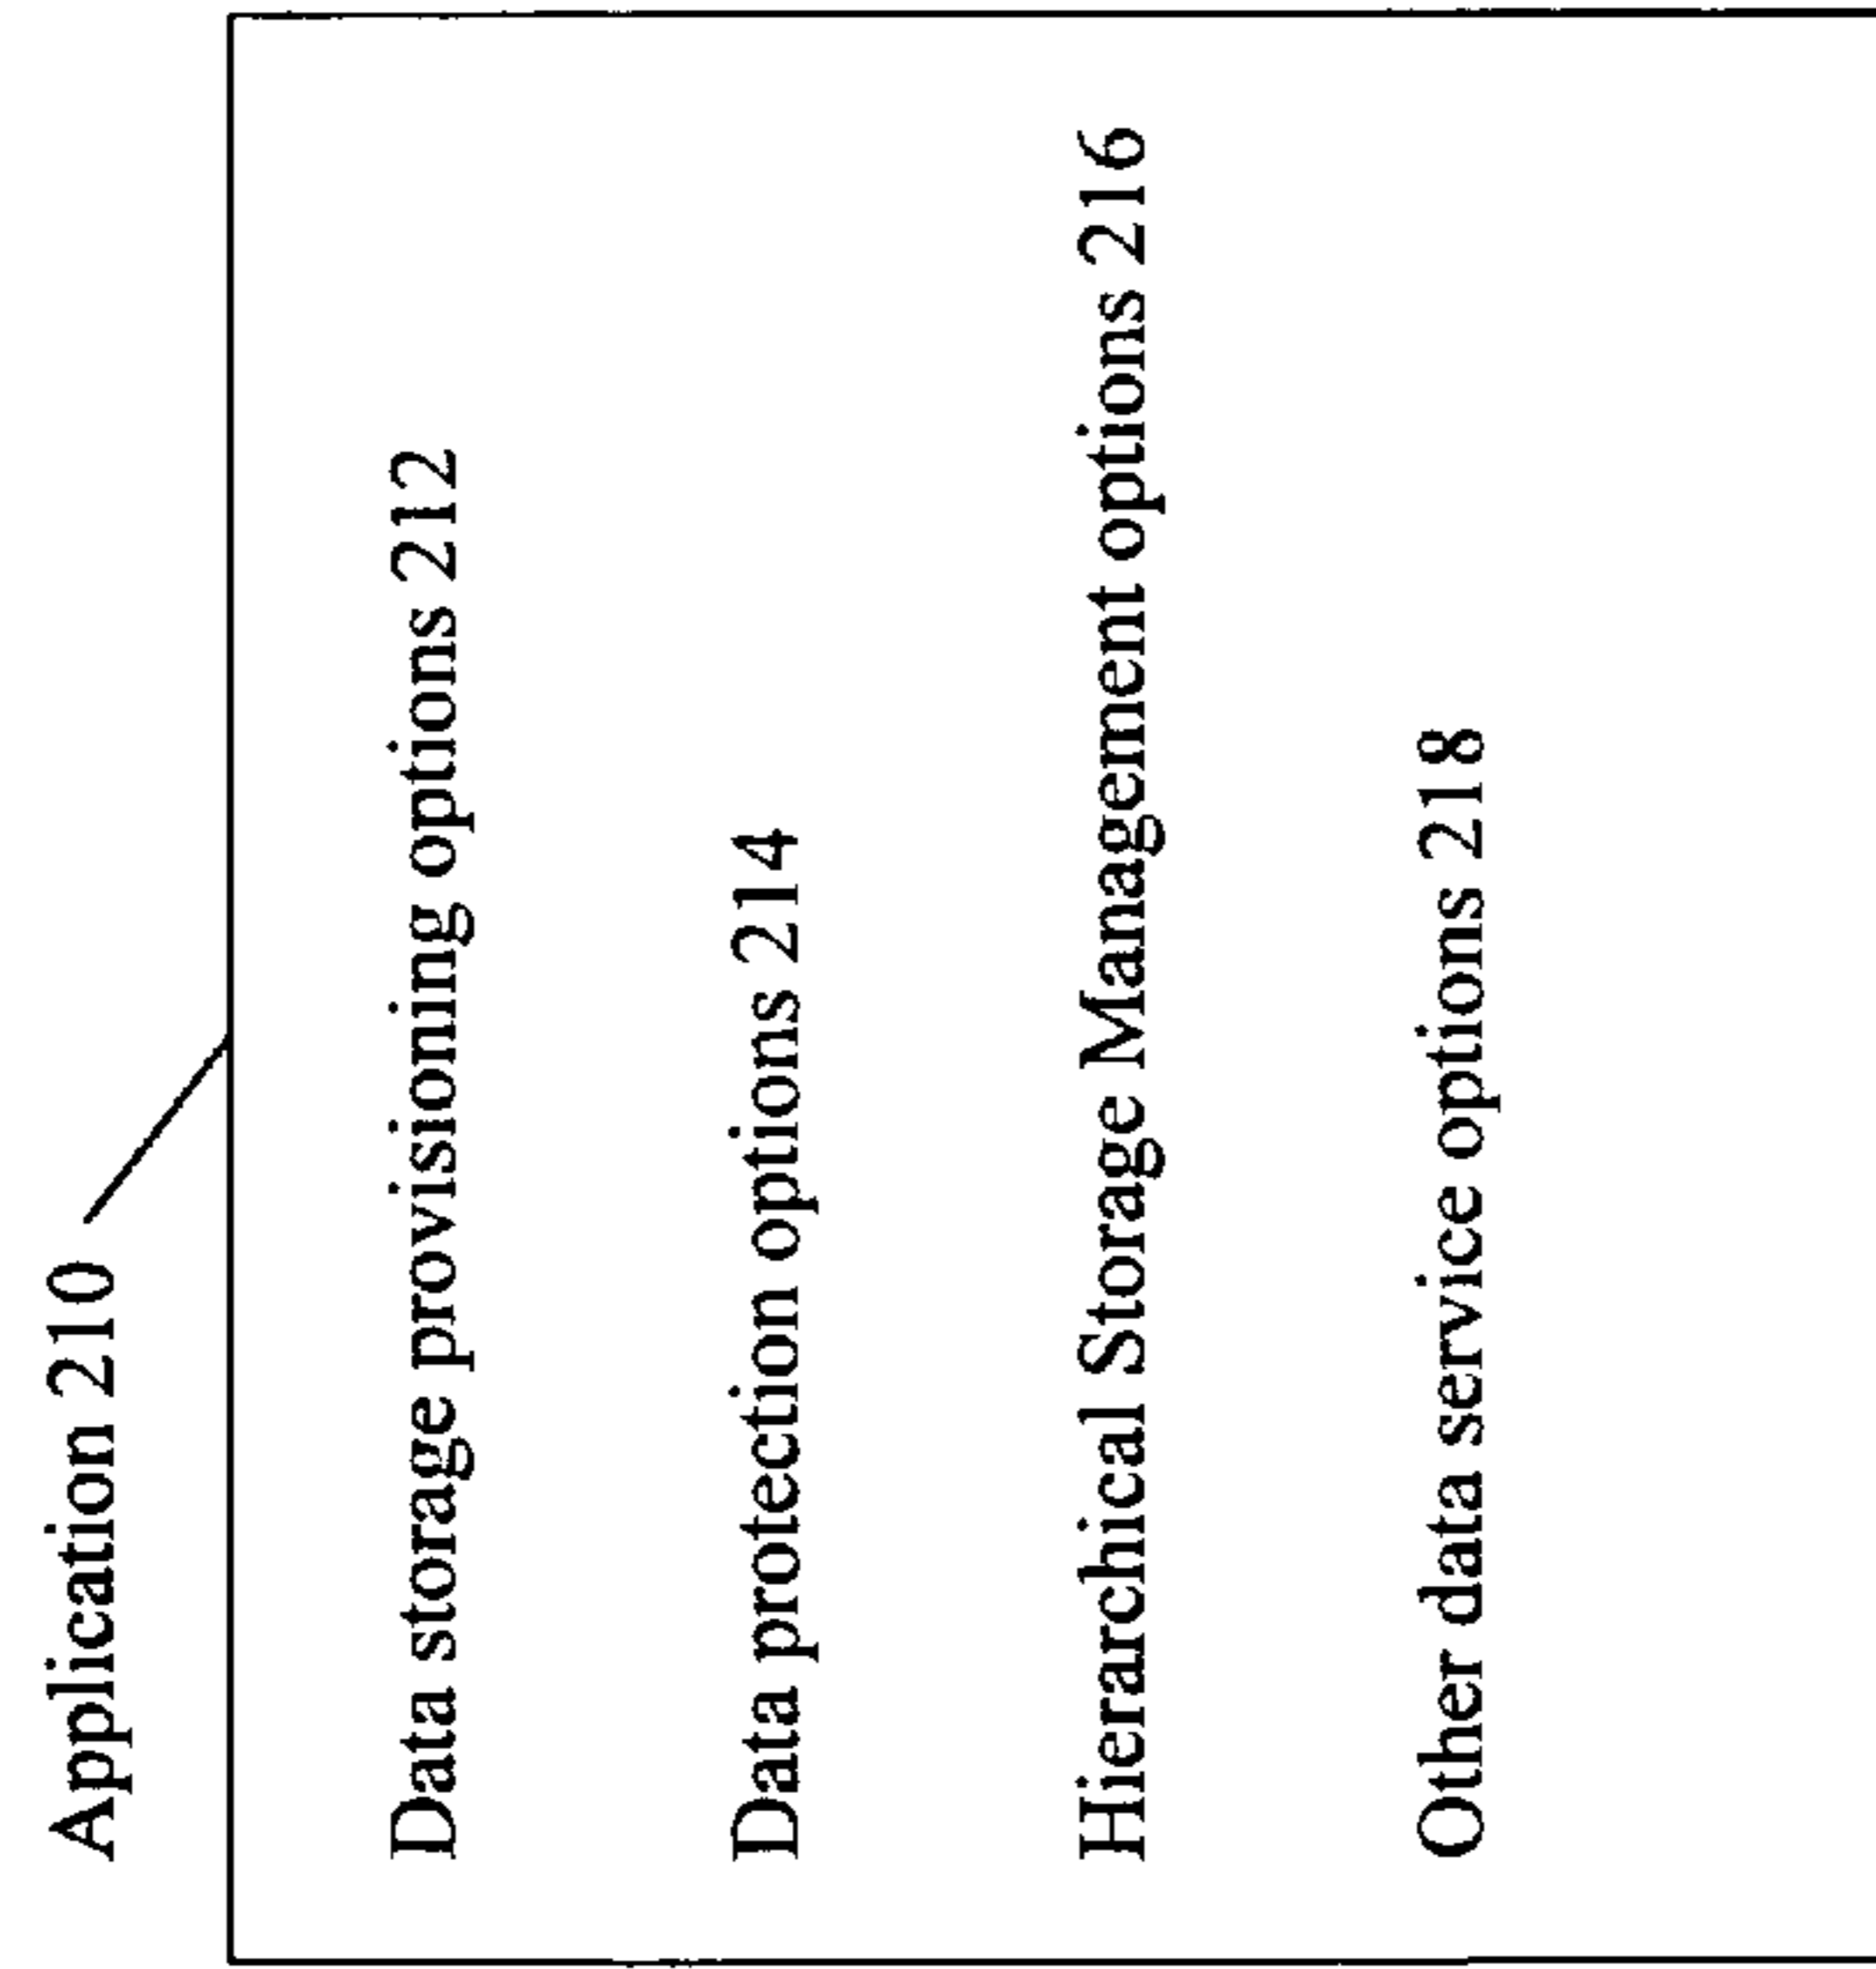 Application 210
Data storage provisioning options 212
Data protection options 214
Hierarchical Storage Management options 216
Other data service options 218